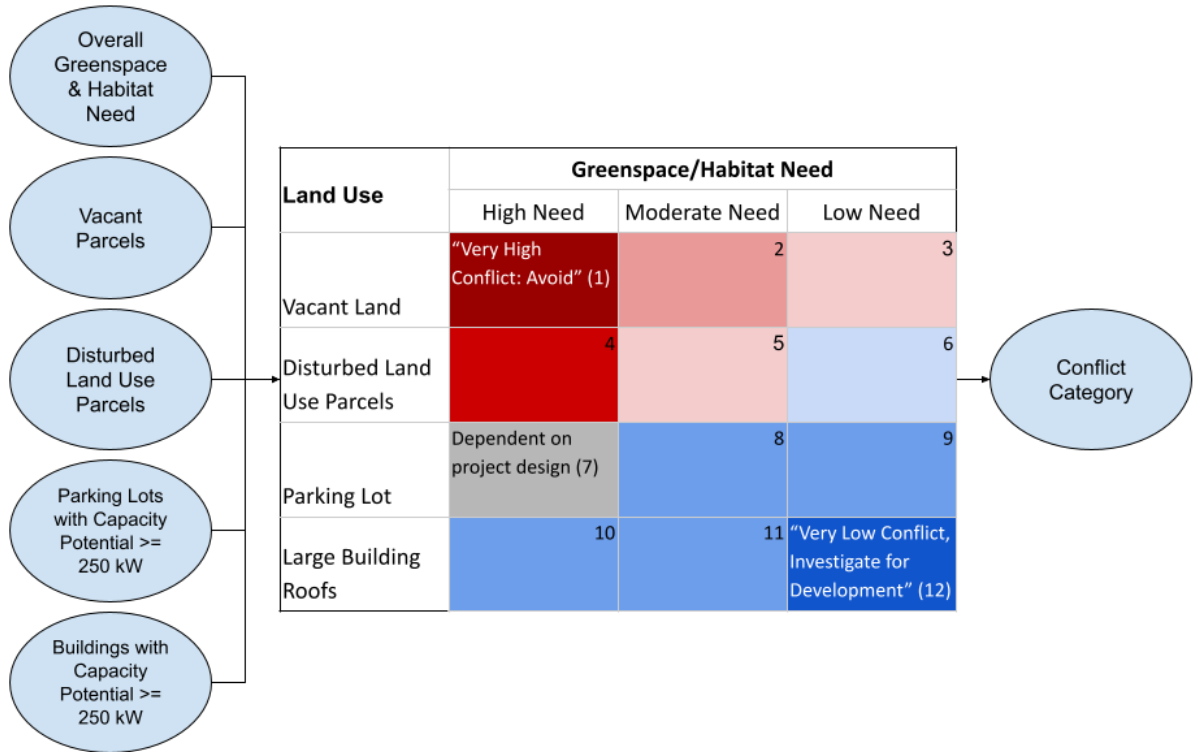 Overall
Greenspace
& Habitat
Need
Vacant
Parcels
Disturbed
Land Use
Parcels
Parking Lots
with Capacity
Potential >=
250 kW
Buildings with
Capacity
Potential >=
250 kW
Land Use
Greenspace/Habitat Need
High Need Moderate Need Low Need
Vacant Land
“Very High
Conflict: Avoid” (1)
2
3
Disturbed Land
Use Parcels
4
5
6
Parking Lot
Dependent on
project design (7)
8
9
Large Building
Roofs
10
11
“Very Low Conflict,
Investigate for
Development” (12)
Conflict
Category